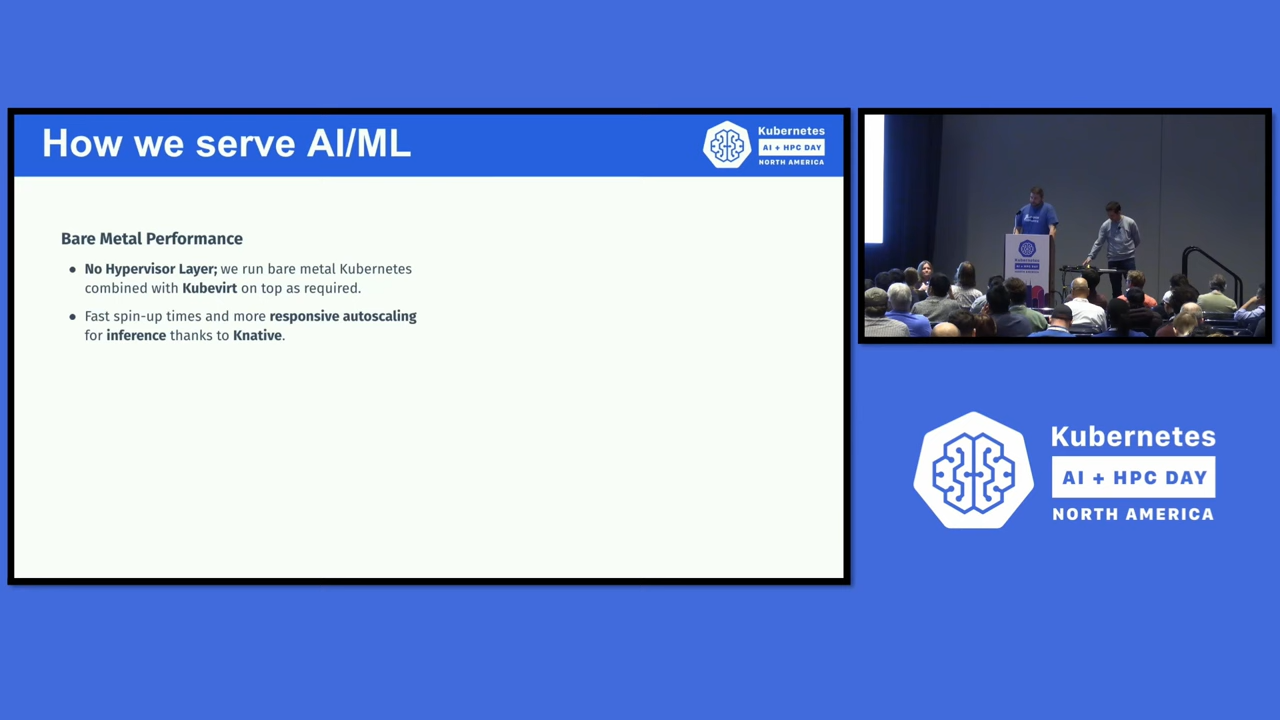 How we serve AI/ML
Kubernetes
AI + HPC DAY
NORTH AMERICA
Bare Metal Performance
● No Hypervisor Layer; we run bare metal Kubernetes
combined with Kubevirt on top as required.
● Fast spin-up times and more responsive autoscaling
for inference thanks to Knative.
Kubernetes
AI + HPC DAY
NORTH AMERICA